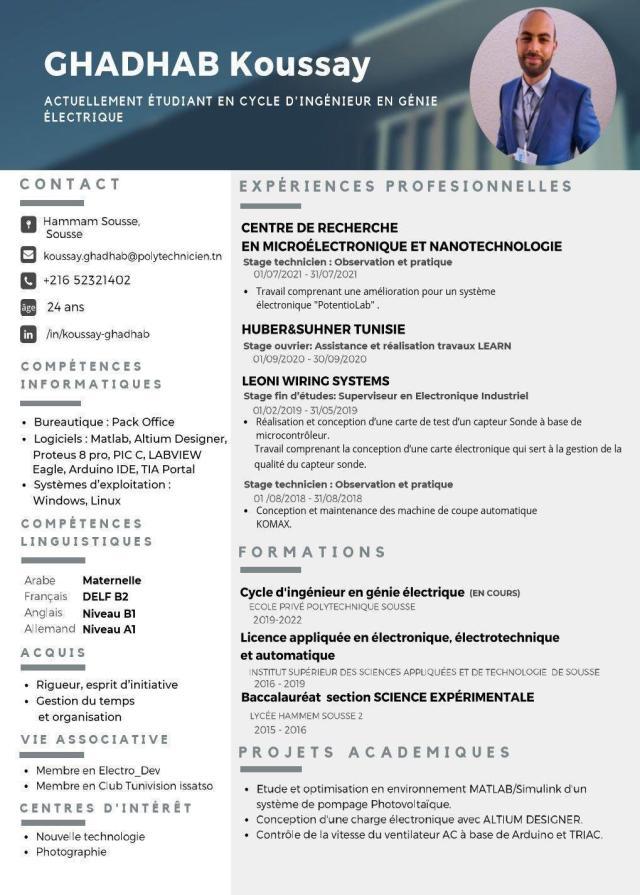 GHADHAB Koussay
ACTUELLEMENT ÉTUDIANT EN CYCLE D'INGÉNIEUR EN GÉNIE
ÉLECTRIQUE
CONTACT
Hammam Sousse,
Sousse
koussay.ghadhab@polytechnicien.tn
+216 52321402
âge 24 ans
in /in/koussay-ghadhab
COMPÉTENCES
INFORMATIQUES
• Bureautique : Pack Office
• Logiciels : Matlab, Altium Designer,
Proteus 8 pro, PIC C, LABVIEW
Eagle, Arduino IDE, TIA Portal
• Systèmes d'exploitation :
Windows, Linux
COMPÉTENCES
LINGUISTIQUES
Arabe Maternelle
Français DELF B2
Anglais Niveau B1
Allemand Niveau A1
ACQUIS
• Rigueur, esprit d'initiative
• Gestion du temps
et organisation
VIE ASSOCIATIVE
• Membre en Electro_Dev
• Membre en Club Tunivision issatso
CENTRES D'INTÉRÊT
• Nouvelle technologie
• Photographie
EXPÉRIENCES PROFESIONNELLES
CENTRE DE RECHERCHE
EN MICROÉLECTRONIQUE ET NANOTECHNOLOGIE
Stage technicien : Observation et pratique
01/07/2021 - 31/07/2021
• Travail comprenant une amélioration pour un système
électronique "PotentioLab" .
HUBER&SUHNER TUNISIE
Stage ouvrier: Assistance et réalisation travaux LEARN
01/09/2020 - 30/09/2020
LEONI WIRING SYSTEMS
Stage fin d'études: Superviseur en Electronique Industriel
01/02/2019 - 31/05/2019
• Réalisation et conception d'une carte de test d'un capteur Sonde à base de
microcontrôleur.
Travail comprenant la conception d'une carte électronique qui sert à la gestion de la
qualité du capteur sonde.
Stage technicien : Observation et pratique
01 /08/2018 - 31/08/2018
• Conception et maintenance des machine de coupe automatique
KOMAX.
FORMATIONS
Cycle d'ingénieur en génie électrique (EN COURS)
ECOLE PRIVÉ POLYTECHNIQUE SOUSSE
2019-2022
Licence appliquée en électronique, électrotechnique
et automatique
INSTITUT SUPÉRIEUR DES SCIENCES APPLIQUÉES ET DE TECHNOLOGIE DE SOUSSE
2016 - 2019
Baccalauréat section SCIENCE EXPÉRIMENTALE
LYCÉE HAMMEM SOUSSE 2
2015 - 2016
PROJETS ACADEMIQUES
• Etude et optimisation en environnement MATLAB/Simulink d'un
système de pompage Photovoltaïque.
• Conception d'une charge électronique avec ALTIUM DESIGNER.
• Contrôle de la vitesse du ventilateur AC à base de Arduino et TRIAC.